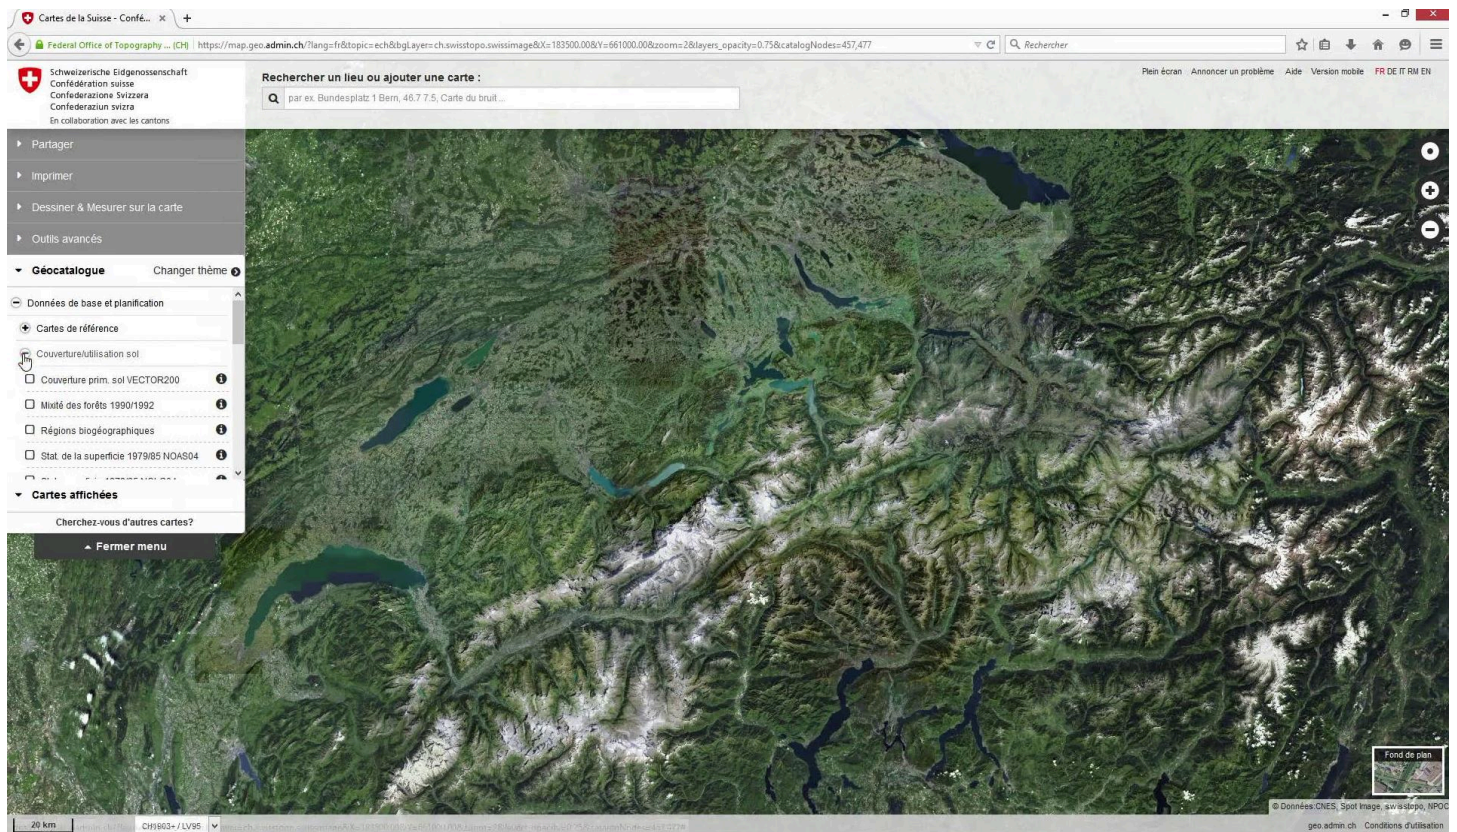 Cartes de la Suisse - Confé... × +
Federal Office of Topography ... (CH) https://map.geo.admin.ch/?lang=fr&topic=ech&bgLayer=ch.swisstopo.swissimage&X=183500.00&Y=661000.00&zoom=2&layers_opacity=0.75&catalogNodes=457,477 Rechercher
Schweizerische Eidgenossenschaft
Confédération suisse
Confederazione Svizzera
Confederaziun svizra
En collaboration avec les cantons
Rechercher un lieu ou ajouter une carte :
par ex. Bundesplatz 1 Bern, 46.7 7.5, Carte du bruit ...
Plein écran Annoncer un problème Aide Version mobile FR DE IT RM EN
Partager
Imprimer
Dessiner & Mesurer sur la carte
Outils avancés
Géocatalogue Changer thème
Données de base et planification
Cartes de référence
Couverture/utilisation sol
Couverture prim. sol VECTOR200
Mixité des forêts 1990/1992
Régions biogéographiques
Stat. de la superficie 1979/85 NOAS04
Cartes affichées
Cherchez-vous d'autres cartes?
Fermer menu
Fond de plan
© Données:CNES, Spot Image, swisstopo, NPOC
20 km CH1903+ / LV95 geo.admin.ch Conditions d'utilisation